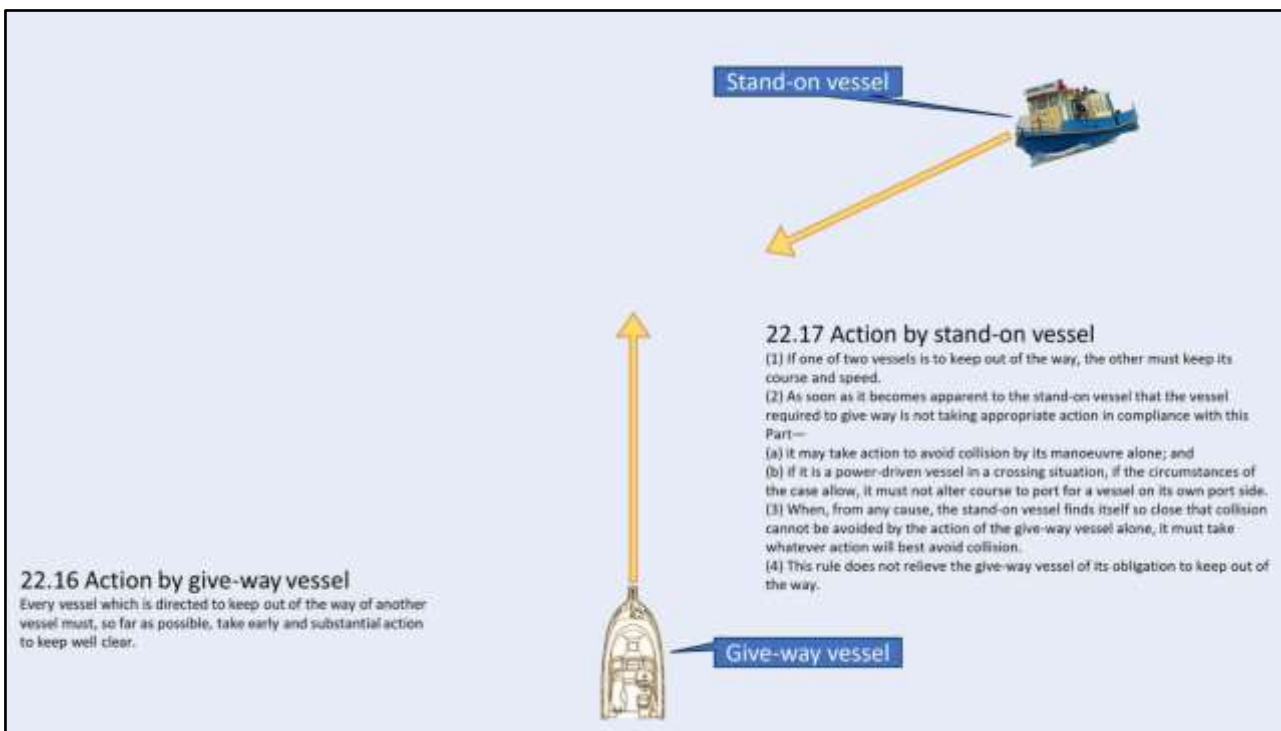 Stand-on vessel
22.17 Action by stand-on vessel
(1) If one of two vessels is to keep out of the way, the other must keep its
course and speed.
(2) As soon as it becomes apparent to the stand-on vessel that the vessel
required to give way is not taking appropriate action in compliance with this
Part—
(a) it may take action to avoid collision by its manoeuvre alone; and
(b) if it is a power-driven vessel in a crossing situation, if the circumstances of
the case allow, it must not alter course to port for a vessel on its own port side.
(3) When, from any cause, the stand-on vessel finds itself so close that collision
cannot be avoided by the action of the give-way vessel alone, it must take
whatever action will best avoid collision.
(4) This rule does not relieve the give-way vessel of its obligation to keep out of
the way.
22.16 Action by give-way vessel
Every vessel which is directed to keep out of the way of another
vessel must, so far as possible, take early and substantial action
to keep well clear.
Give-way vessel